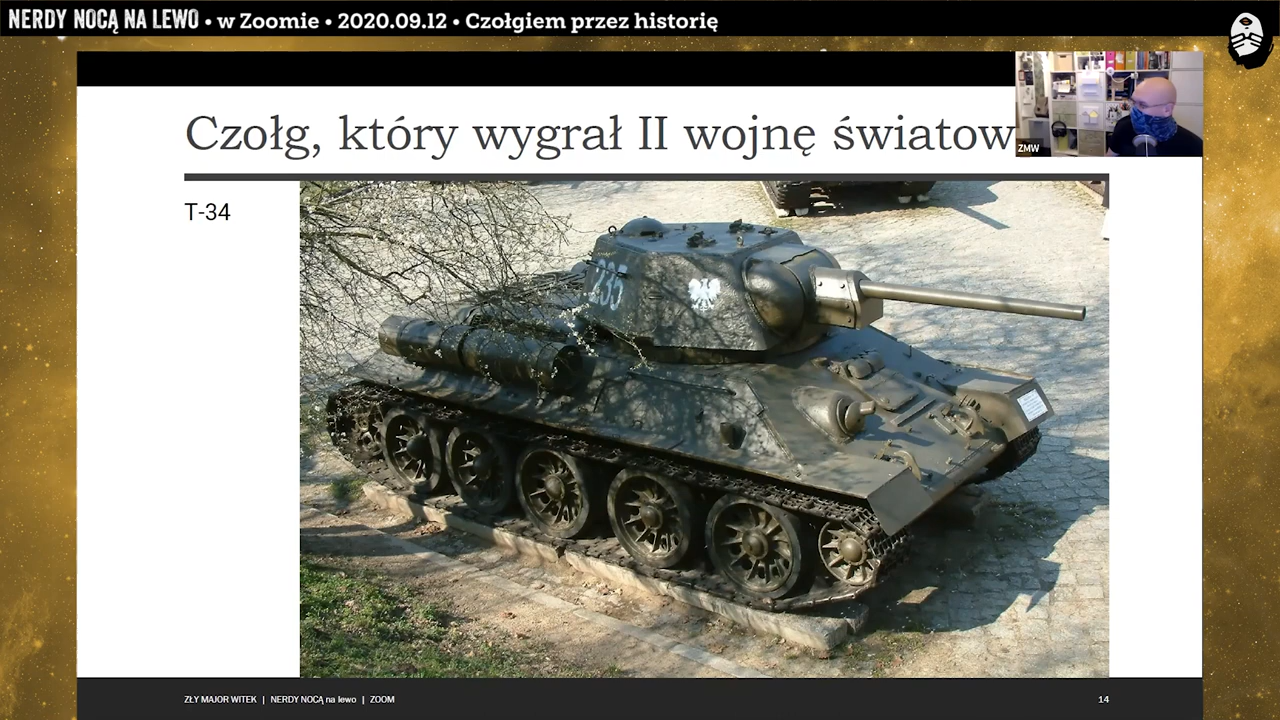 NERDY NOCĄ NA LEWO • w Zoomie • 2020.09.12 • Czołgiem przez historię
Czołg, który wygrał II wojnę światow
ZMW
T-34
235
ZŁY MAJOR WITEK | NERDY NOCĄ na lewo | ZOOM
14